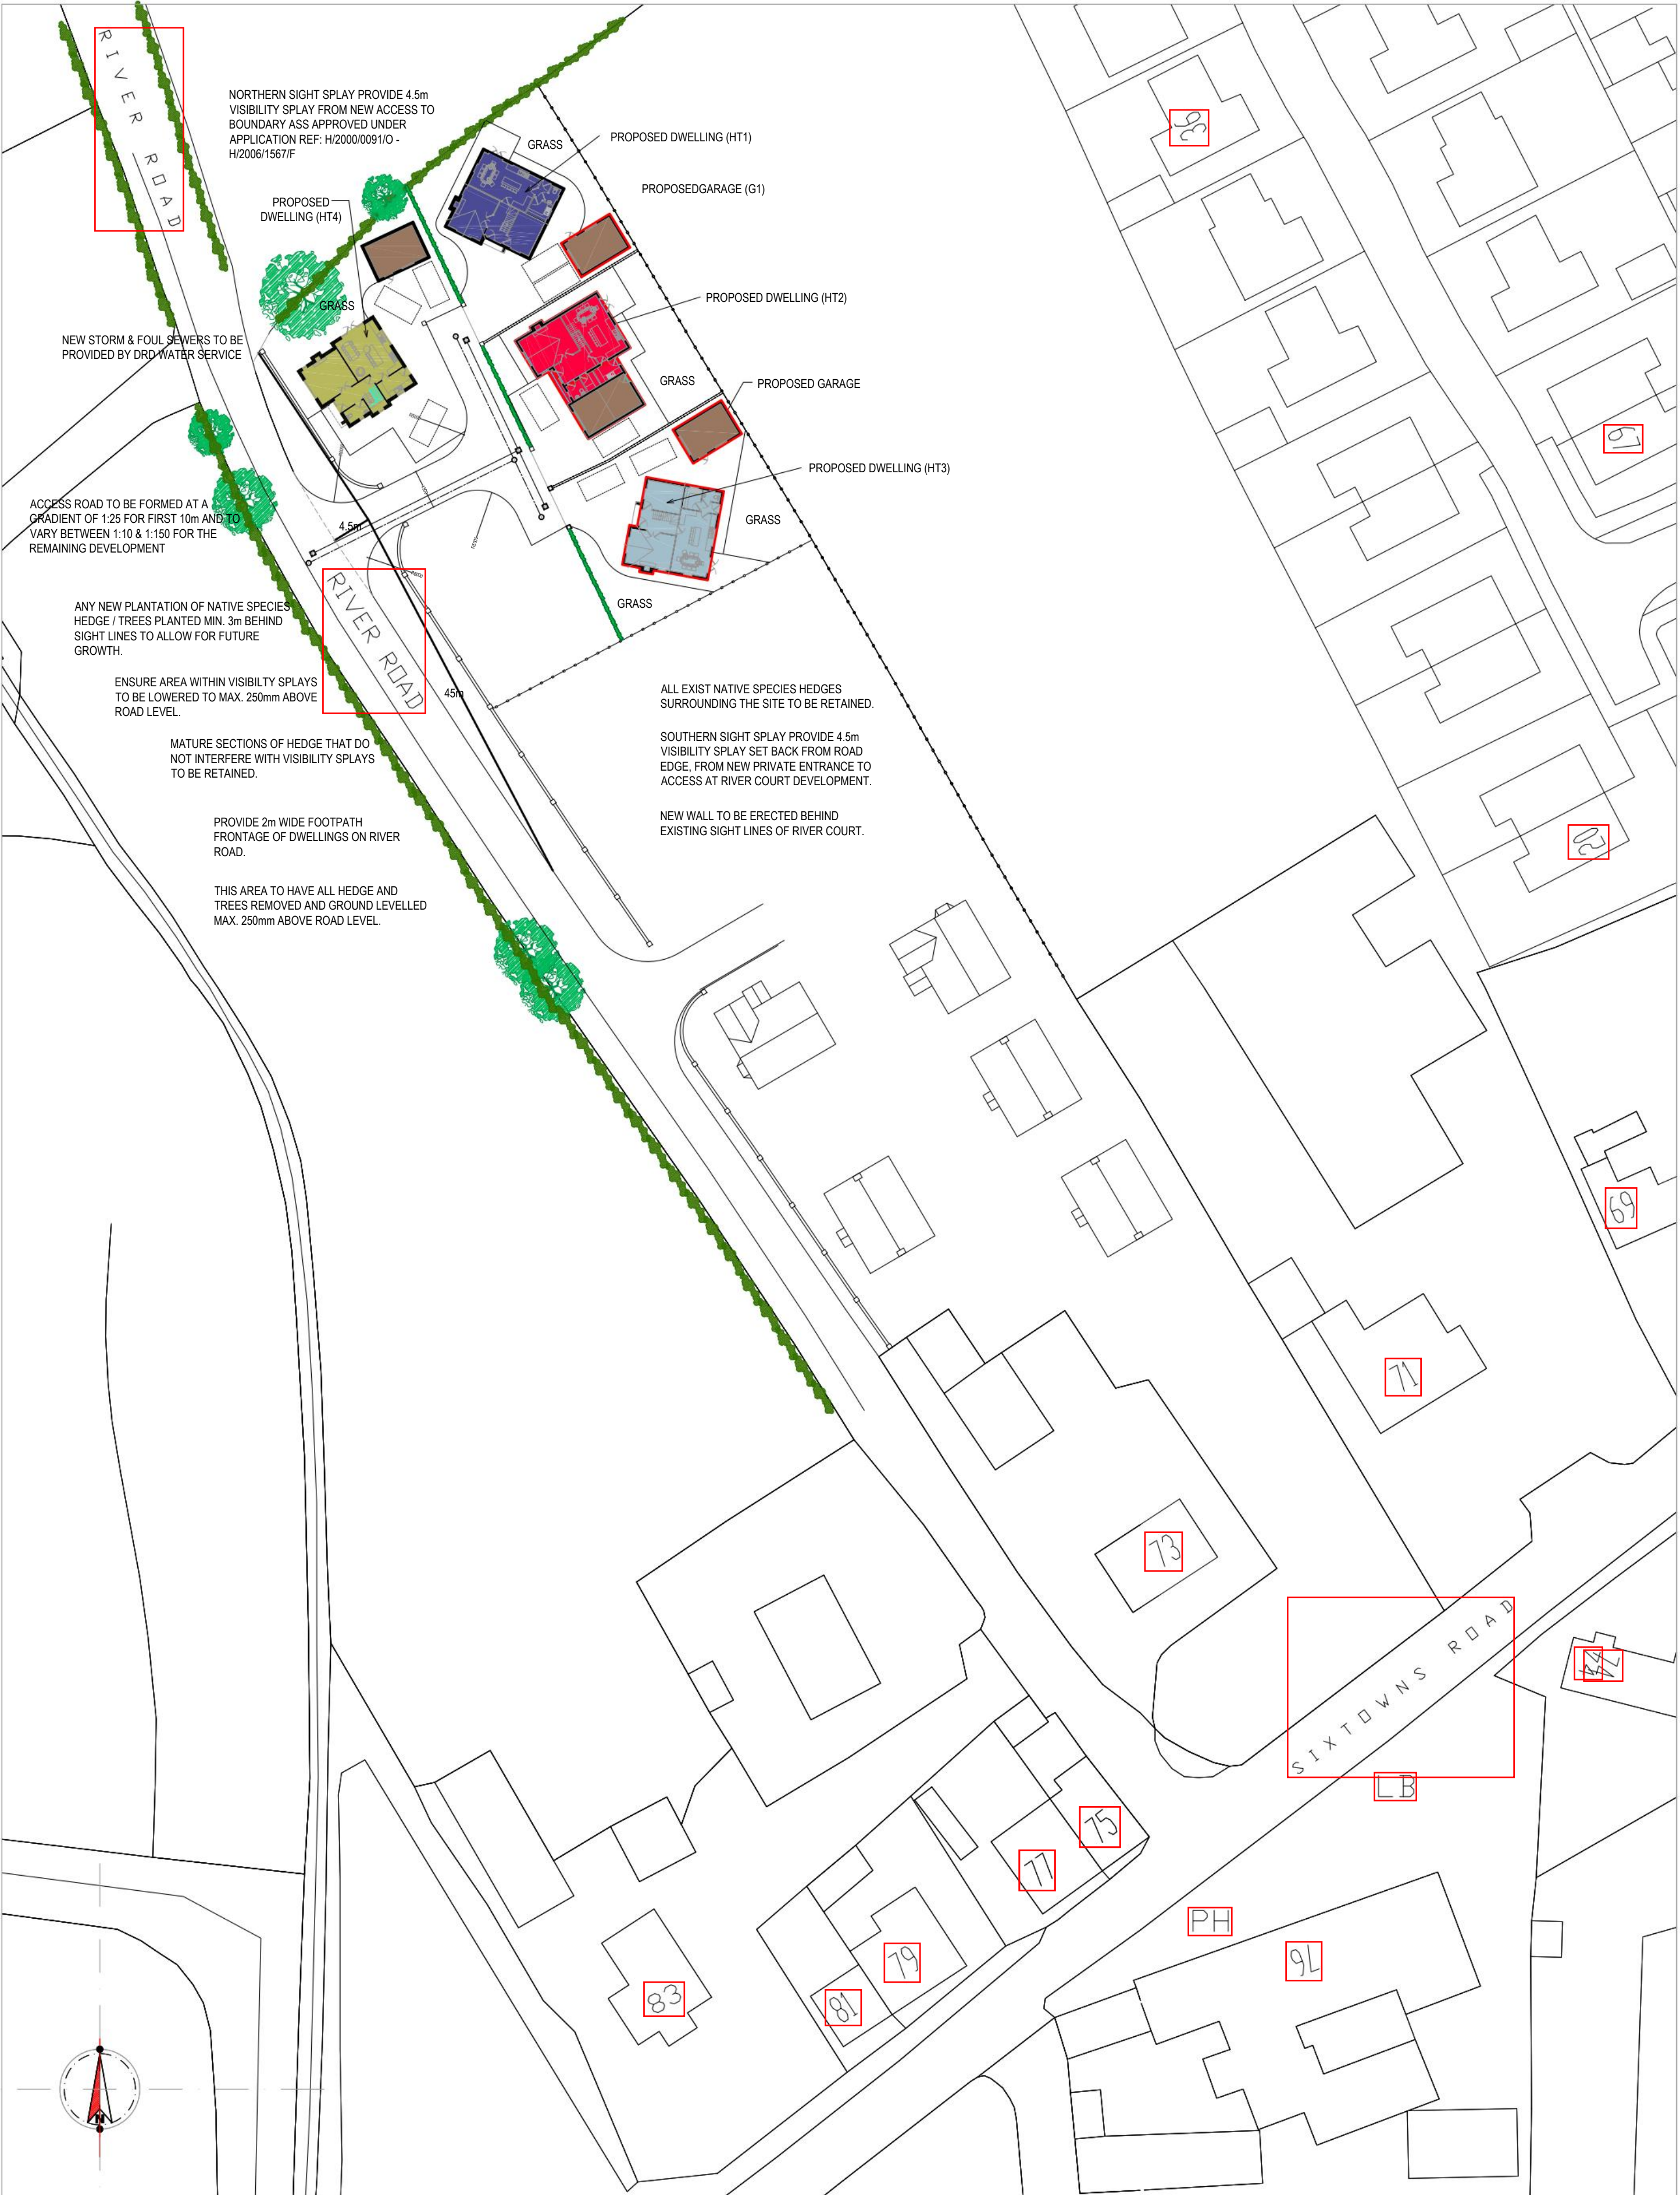 RIVER ROAD
NORTHERN SIGHT SPLAY PROVIDE 4.5m
VISIBILITY SPLAY FROM NEW ACCESS TO
BOUNDARY ASS APPROVED UNDER
APPLICATION REF: H/2000/0091/O -
H/2006/1567/F
GRASS
PROPOSED DWELLING (HT1)
PROPOSEDGARAGE (G1)
PROPOSED
DWELLING (HT4)
GRASS
PROPOSED DWELLING (HT2)
NEW STORM & FOUL SEWERS TO BE
PROVIDED BY DRD WATER SERVICE
GRASS
PROPOSED GARAGE
PROPOSED DWELLING (HT3)
GRASS
ACCESS ROAD TO BE FORMED AT A
GRADIENT OF 1:25 FOR FIRST 10m AND TO
VARY BETWEEN 1:10 & 1:150 FOR THE
REMAINING DEVELOPMENT
4.5m
RIVER ROAD
GRASS
ANY NEW PLANTATION OF NATIVE SPECIES
HEDGE / TREES PLANTED MIN. 3m BEHIND
SIGHT LINES TO ALLOW FOR FUTURE
GROWTH.
ENSURE AREA WITHIN VISIBILTY SPLAYS
TO BE LOWERED TO MAX. 250mm ABOVE
ROAD LEVEL.
45m
MATURE SECTIONS OF HEDGE THAT DO
NOT INTERFERE WITH VISIBILITY SPLAYS
TO BE RETAINED.
PROVIDE 2m WIDE FOOTPATH
FRONTAGE OF DWELLINGS ON RIVER
ROAD.
THIS AREA TO HAVE ALL HEDGE AND
TREES REMOVED AND GROUND LEVELLED
MAX. 250mm ABOVE ROAD LEVEL.
ALL EXIST NATIVE SPECIES HEDGES
SURROUNDING THE SITE TO BE RETAINED.
SOUTHERN SIGHT SPLAY PROVIDE 4.5m
VISIBILITY SPLAY SET BACK FROM ROAD
EDGE, FROM NEW PRIVATE ENTRANCE TO
ACCESS AT RIVER COURT DEVELOPMENT.
NEW WALL TO BE ERECTED BEHIND
EXISTING SIGHT LINES OF RIVER COURT.
39
19
20
69
71
73
SIXTOWNS ROAD
LB
75
77
PH
76
79
81
83
N